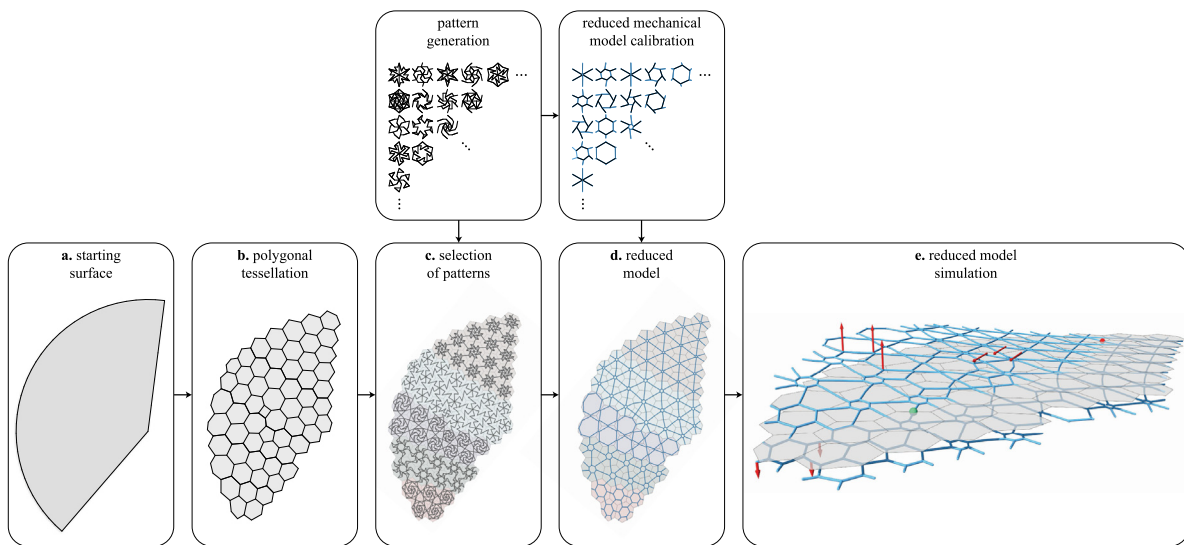 pattern
generation
...
...
...
reduced mechanical
model calibration
...
...
...
a. starting
surface
b. polygonal
tessellation
c. selection
of patterns
d. reduced
model
e. reduced model
simulation